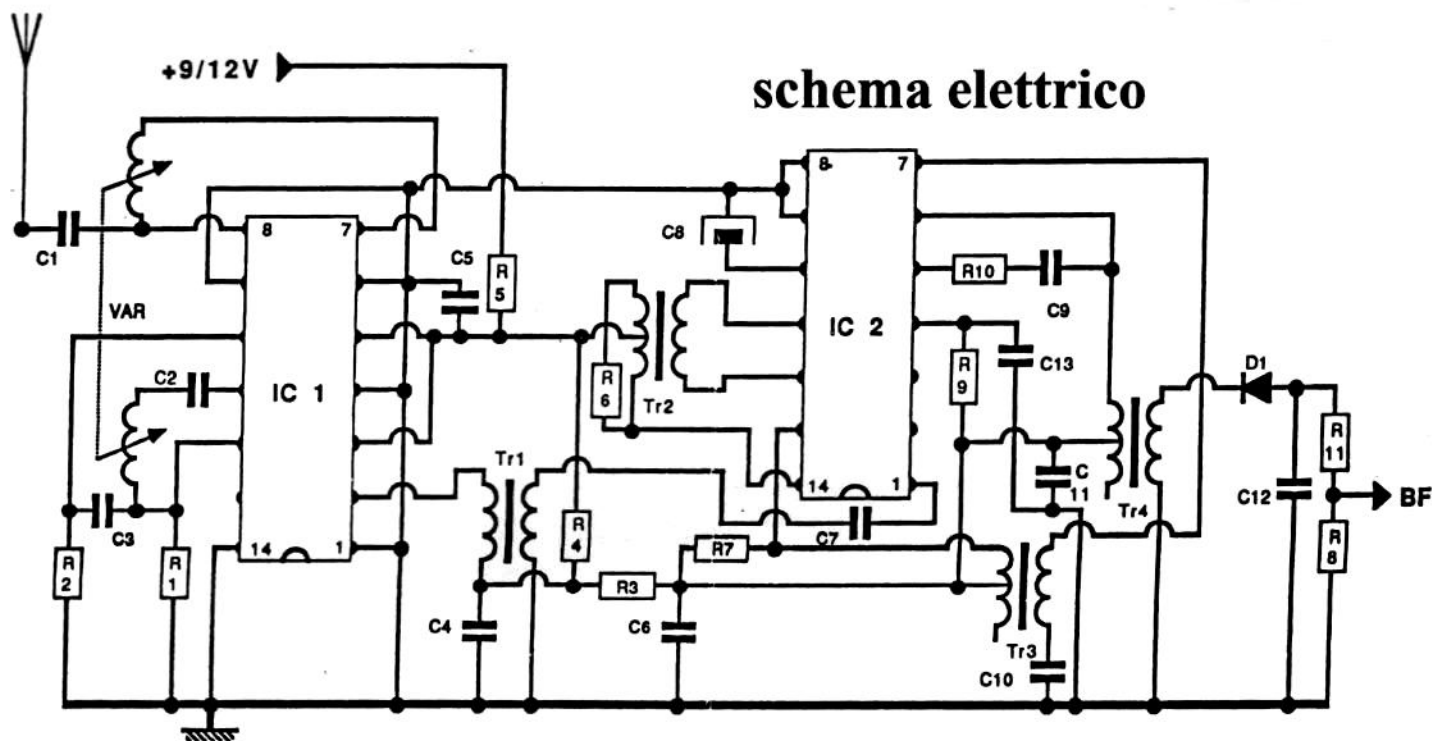 +9/12V
schema elettrico
8 7
8 7
C1
C5
R
5
C8
R10
C9
VAR
IC 2
IC 1
C2
R
6
Tr2
R
9
C13
D1
Tr1
14 1
C
11
Tr4
C12
R
11
BF
C3
R
4
C7
R
8
14 1
R
2
R
1
R7
R3
C4
C6
Tr3
C10